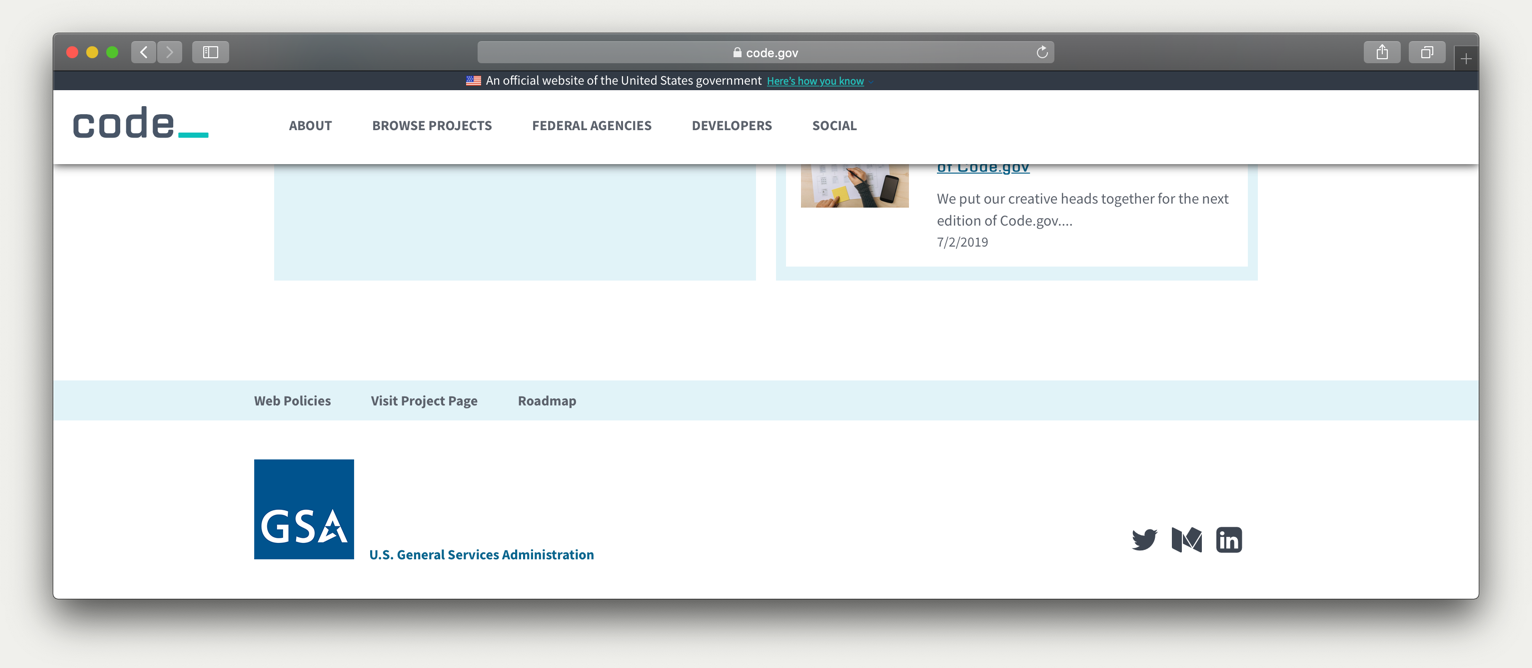 code.gov
An official website of the United States government Here's how you know
code_
ABOUT BROWSE PROJECTS FEDERAL AGENCIES DEVELOPERS SOCIAL
of Code.gov
We put our creative heads together for the next
edition of Code.gov....
7/2/2019
Web Policies Visit Project Page Roadmap
GSA
U.S. General Services Administration
in